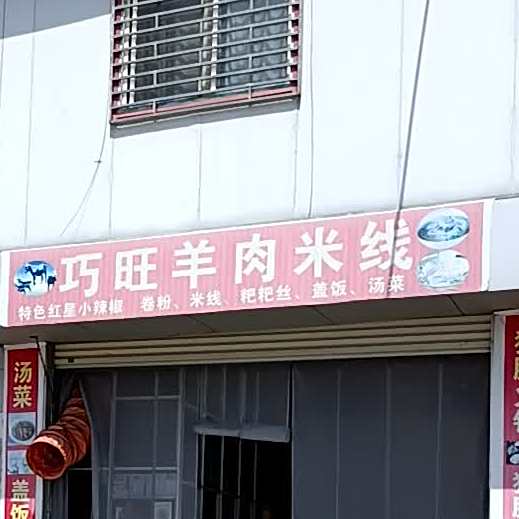 巧旺羊肉米线
特色红星小辣椒 卷粉、米线、粑粑丝、盖饭、汤菜
汤菜
盖饭